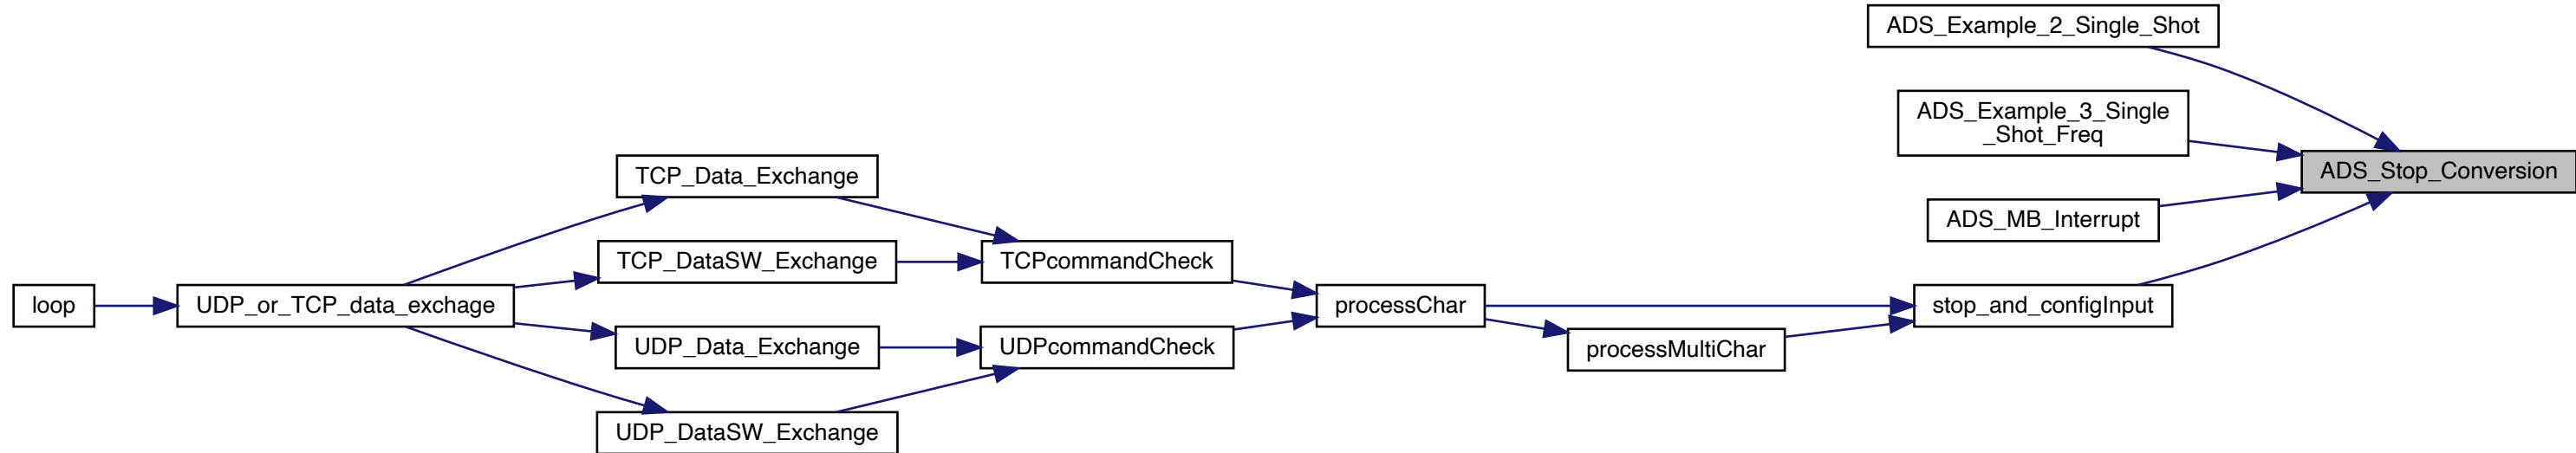 ADS_Example_2_Single_Shot
ADS_Example_3_Single
_Shot_Freq
ADS_Stop_Conversion
TCP_Data_Exchange
ADS_MB_Interrupt
TCP_DataSW_Exchange
TCPcommandCheck
loop
UDP_or_TCP_data_exchage
processChar
stop_and_configInput
UDP_Data_Exchange
UDPcommandCheck
processMultiChar
UDP_DataSW_Exchange